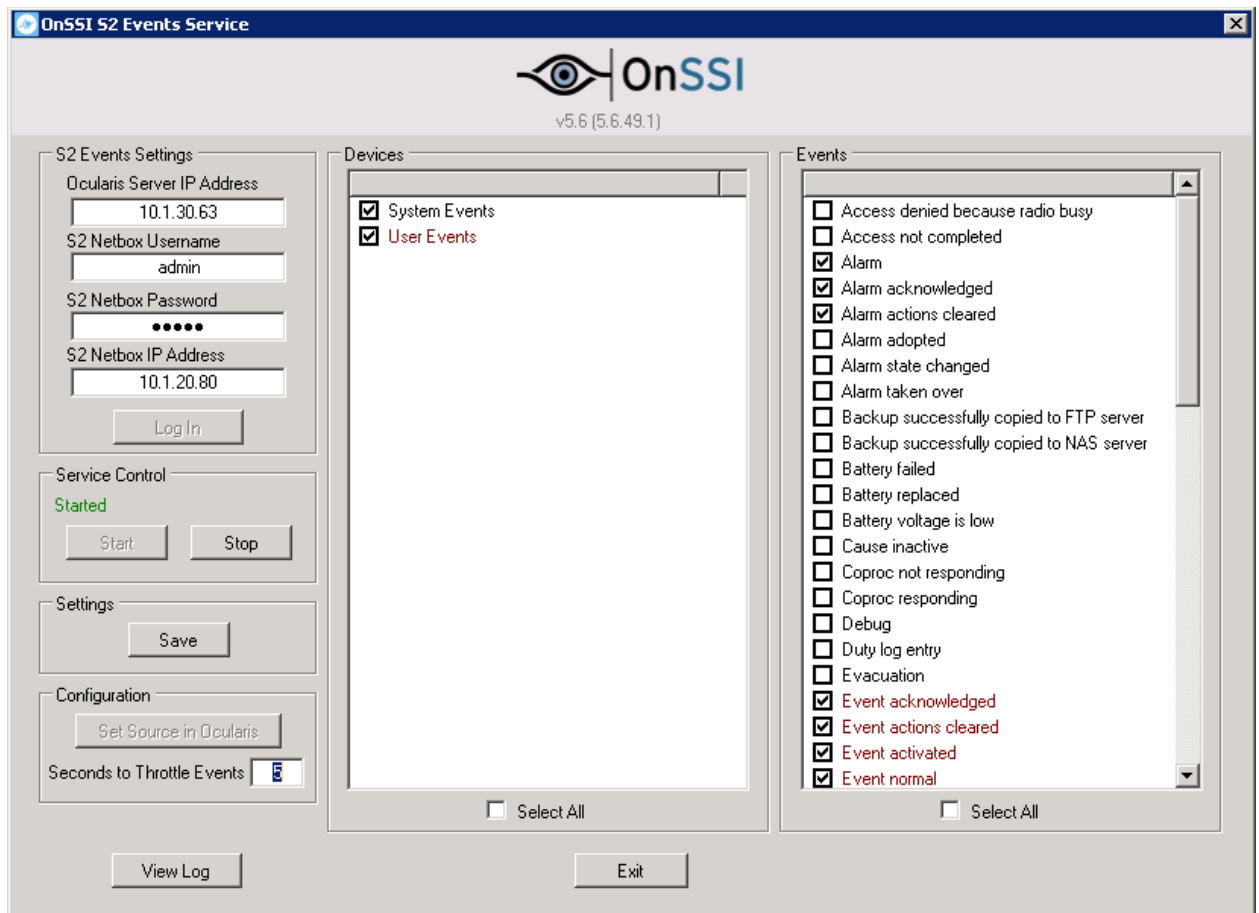 OnSSI S2 Events Service
OnSSI
v5.6 (5.6.49.1)
S2 Events Settings
Ocularis Server IP Address
10.1.30.63
S2 Netbox Username
admin
S2 Netbox Password
•••••
S2 Netbox IP Address
10.1.20.80
Log In
Service Control
Started
Start Stop
Settings
Save
Configuration
Set Source in Ocularis
Seconds to Throttle Events 5
Devices
System Events
User Events
Select All
Events
Access denied because radio busy
Access not completed
Alarm
Alarm acknowledged
Alarm actions cleared
Alarm adopted
Alarm state changed
Alarm taken over
Backup successfully copied to FTP server
Backup successfully copied to NAS server
Battery failed
Battery replaced
Battery voltage is low
Cause inactive
Coproc not responding
Coproc responding
Debug
Duty log entry
Evacuation
Event acknowledged
Event actions cleared
Event activated
Event normal
Select All
View Log
Exit